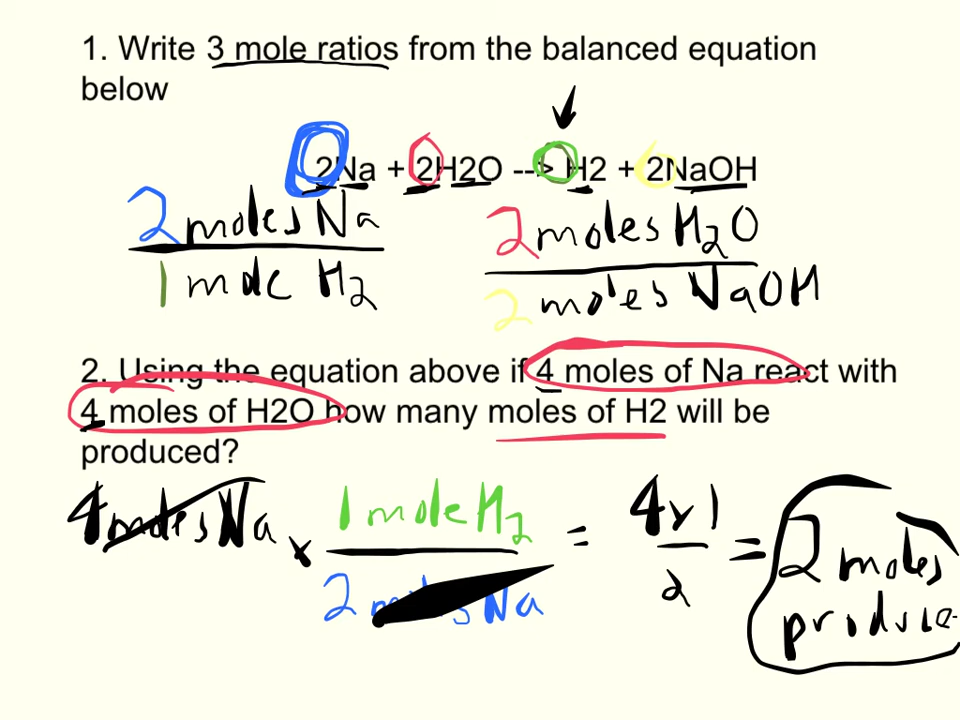 1. Write 3 mole ratios from the balanced equation
below
2Na + 2H2O --> H2 + 2NaOH
2 moles Na
1 mole H2
2 moles H2O
2 moles NaOH
2. Using the equation above if 4 moles of Na react with
4 moles of H2O how many moles of H2 will be
produced?
4 moles Na x 1 mole H2 = 4x1 = 2 moles
2 moles Na 2